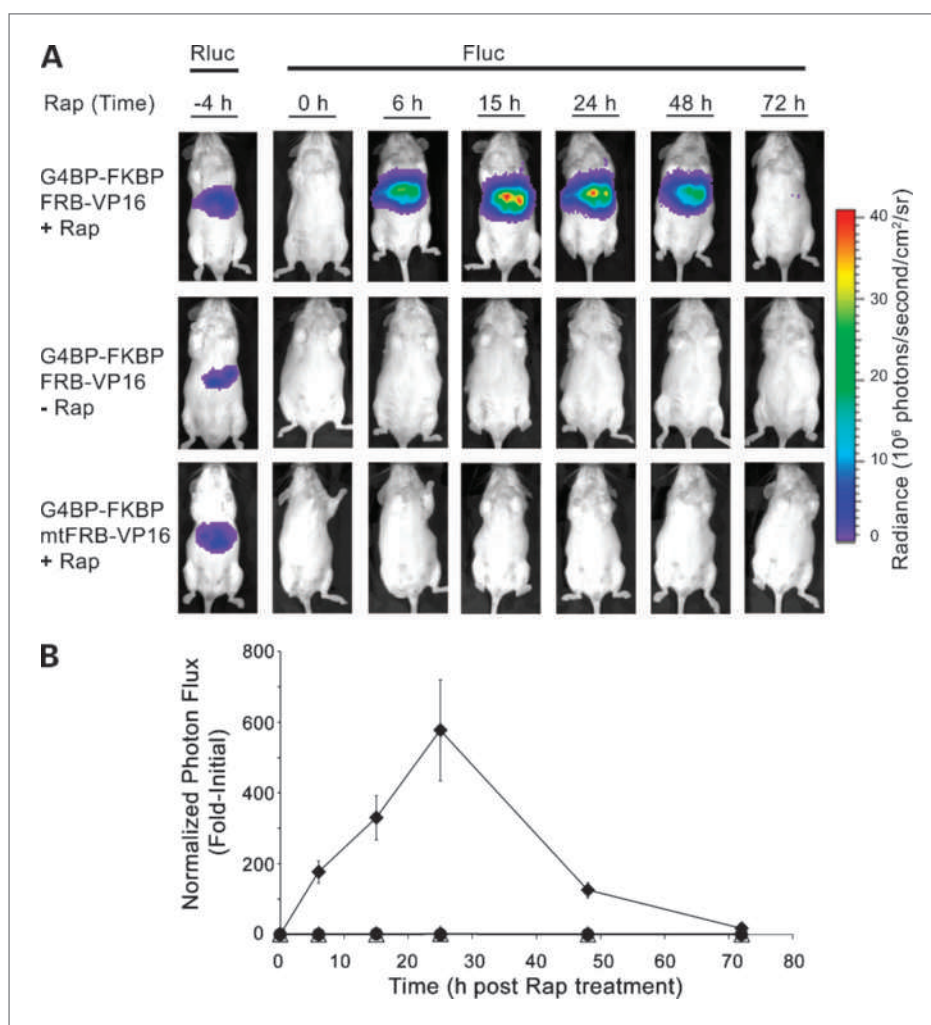 A
Rluc Fluc
Rap (Time) -4 h 0 h 6 h 15 h 24 h 48 h 72 h
G4BP-FKBP
FRB-VP16
+ Rap
G4BP-FKBP
FRB-VP16
- Rap
G4BP-FKBP
mtFRB-VP16
+ Rap
40
30
20
10
0
Radiance (10⁶ photons/second/cm²/sr)
B
Normalized Photon Flux
(Fold-Initial)
800
600
400
200
0
0 10 20 30 40 50 60 70 80
Time (h post Rap treatment)